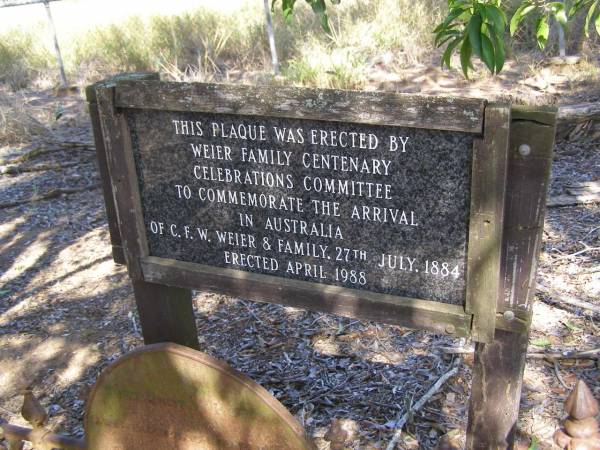 THIS PLAQUE WAS ERECTED BY
WEIER FAMILY CENTENARY
CELEBRATIONS COMMITTEE
TO COMMEMORATE THE ARRIVAL
IN AUSTRALIA
OF C. F. W. WEIER & FAMILY, 27TH JULY, 1884
ERECTED APRIL 1988